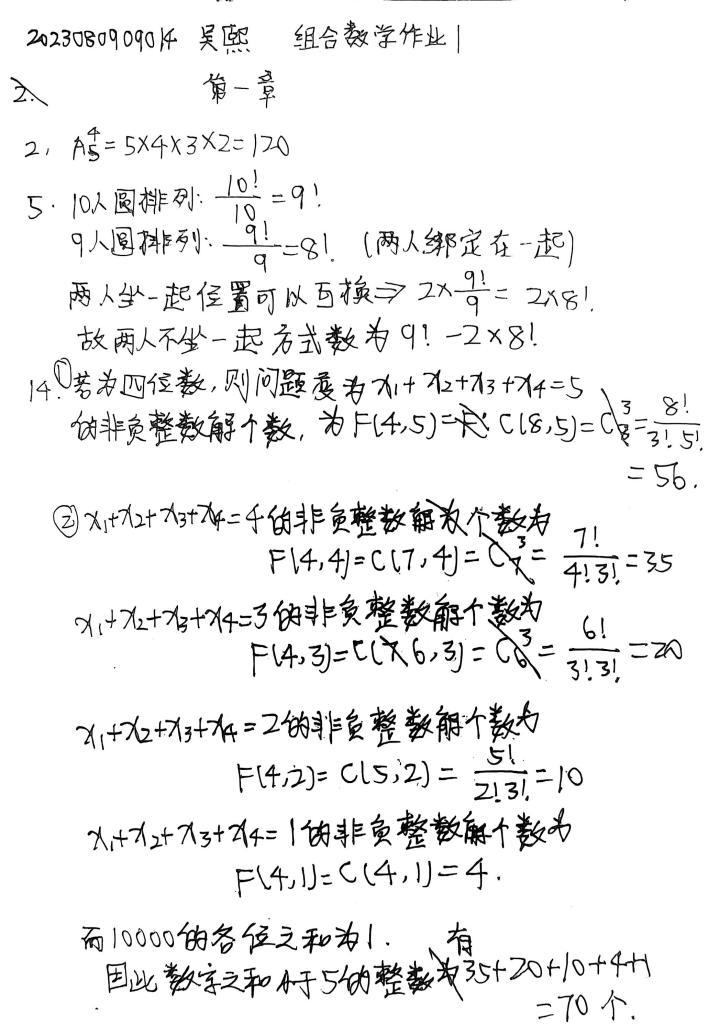 2023080909014 吴熙 组合数学作业1
第一章
2. A₅⁴=5×4×3×2=120
5. 10人圆排列: 10!/10=9!
9人圆排列: 9!/9=8!. (两人绑定在一起)
两人坐一起位置可以互换⇒2×9!/9=2×8!.
故两人不坐一起方式数为9!-2×8!
14.①若为四位数,则问题变为x₁+x₂+x₃+x₄=5
的非负整数解个数,为F(4,5)=C(8,5)=8!/3!5!
=56.
②x₁+x₂+x₃+x₄=4的非负整数解个数为
F(4,4)=C(7,4)=7!/4!3!=35
x₁+x₂+x₃+x₄=3的非负整数解个数为
F(4,3)=C(6,3)=6!/3!3!=20
x₁+x₂+x₃+x₄=2的非负整数解个数为
F(4,2)=C(5,2)=5!/2!3!=10
x₁+x₂+x₃+x₄=1的非负整数解个数为
F(4,1)=C(4,1)=4.
而10000的各位之和为1.
因此数字之和小于5的整数有35+20+10+4+1
=70个.